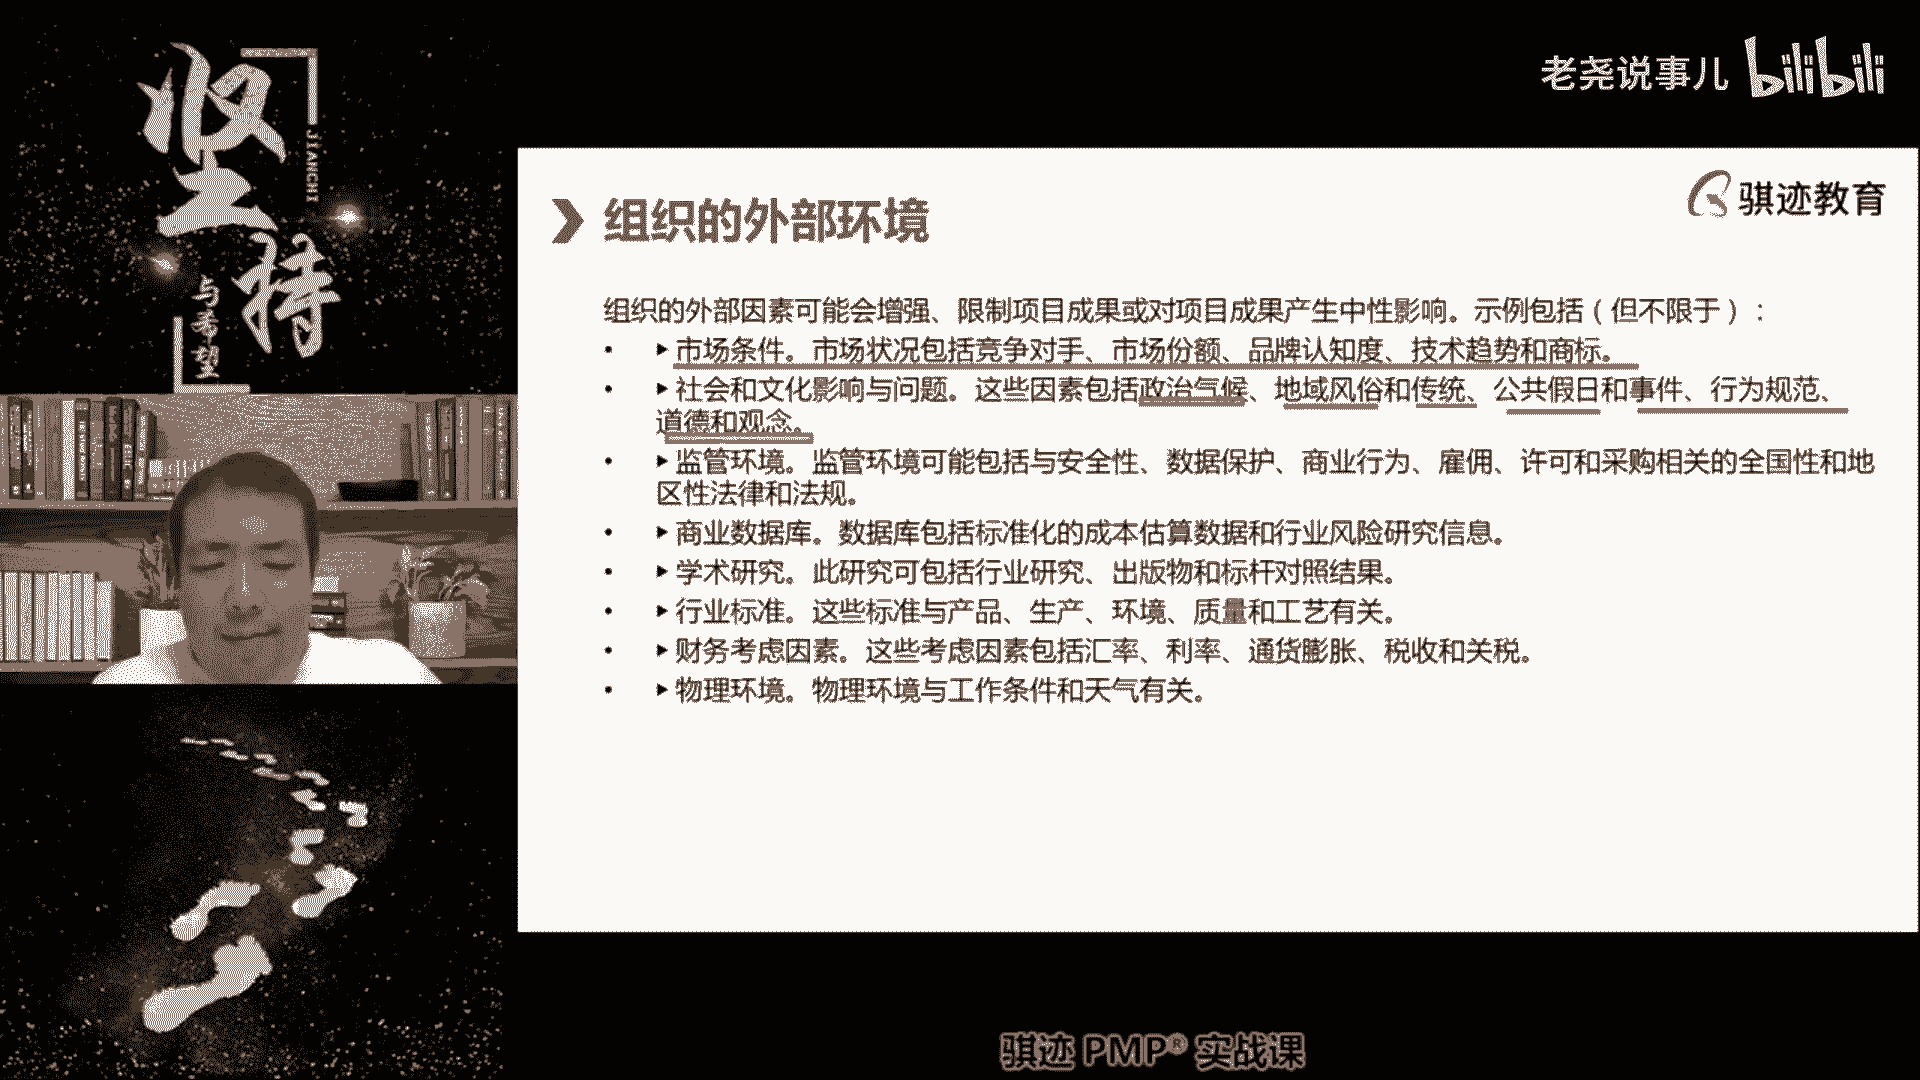 坚持
JIANCHI
与希望
老尧说事儿 bilibili
骐迹教育
组织的外部环境
组织的外部因素可能会增强、限制项目成果或对项目成果产生中性影响。示例包括（但不限于）：
• ▶市场条件。市场状况包括竞争对手、市场份额、品牌认知度、技术趋势和商标。
• ▶社会和文化影响与问题。这些因素包括政治气候、地域风俗和传统、公共假日和事件、行为规范、
道德和观念。
• ▶监管环境。监管环境可能包括与安全性、数据保护、商业行为、雇佣、许可和采购相关的全国性和地
区性法律和法规。
• ▶商业数据库。数据库包括标准化的成本估算数据和行业风险研究信息。
• ▶学术研究。此研究可包括行业研究、出版物和标杆对照结果。
• ▶行业标准。这些标准与产品、生产、环境、质量和工艺有关。
• ▶财务考虑因素。这些考虑因素包括汇率、利率、通货膨胀、税收和关税。
• ▶物理环境。物理环境与工作条件和天气有关。
骐迹 PMP® 实战课